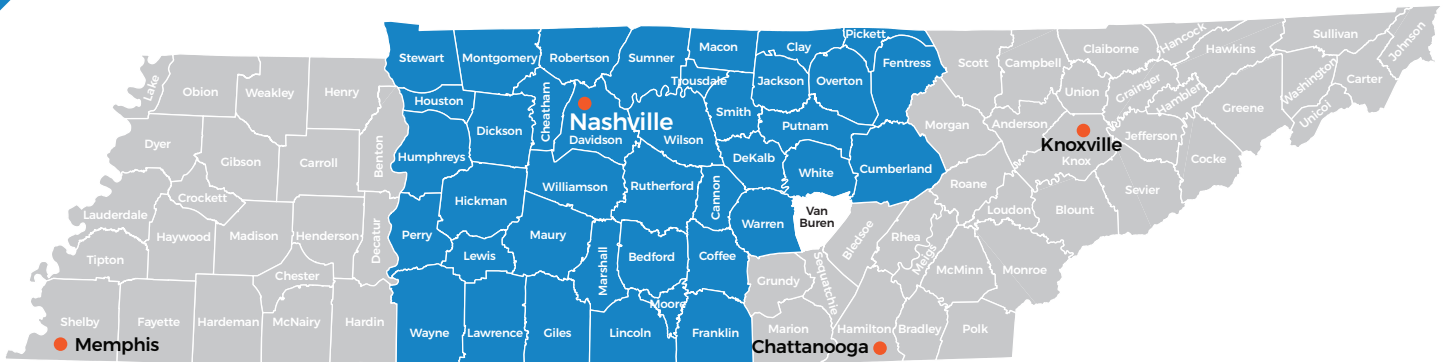 Stewart
Montgomery
Robertson
Sumner
Macon
Clay
Pickett
Fentress
Scott
Campbell
Claiborne
Hancock
Hawkins
Sullivan
Johnson
Lake
Obion
Weakley
Henry
Houston
Dickson
Cheatham
Nashville
Davidson
Wilson
Trousdale
Smith
Jackson
Overton
Putnam
Morgan
Anderson
Union
Grainger
Hamblen
Greene
Washington
Unicoi
Carter
Dyer
Gibson
Carroll
Benton
Humphreys
Hickman
Williamson
Rutherford
Cannon
DeKalb
White
Cumberland
Roane
Knoxville
Knox
Jefferson
Cocke
Sevier
Blount
Loudon
Lauderdale
Crockett
Haywood
Madison
Henderson
Decatur
Perry
Lewis
Maury
Marshall
Bedford
Coffee
Warren
Van
Buren
Bledsoe
Rhea
Meigs
McMinn
Monroe
Tipton
Chester
Moore
Grundy
Sequatchie
Shelby
Fayette
Hardeman
McNairy
Hardin
Wayne
Lawrence
Giles
Lincoln
Franklin
Marion
Hamilton
Bradley
Polk
Memphis
Chattanooga